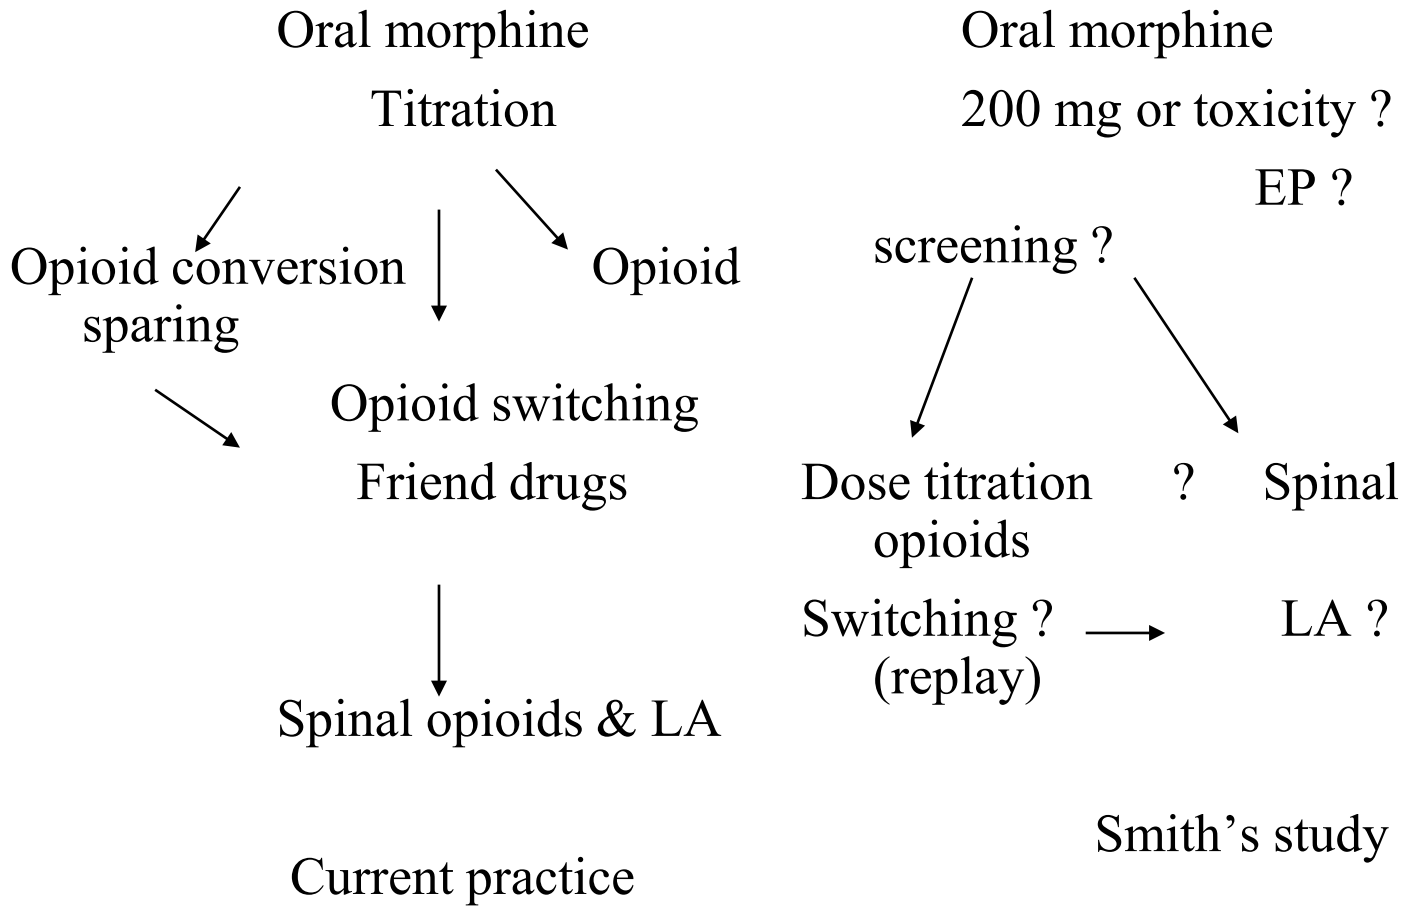 Oral morphine
Titration
Opioid conversion
sparing
Opioid
Opioid switching
Friend drugs
Spinal opioids & LA
Current practice
Oral morphine
200 mg or toxicity ?
EP ?
screening ?
Dose titration ? Spinal
opioids
Switching ? LA ?
(replay)
Smith’s study